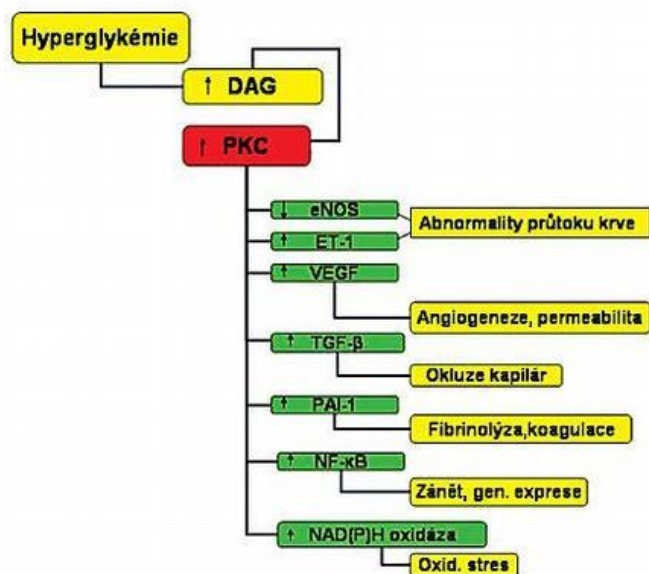 Hyperglykémie
↑ DAG
↑ PKC
↓ eNOS
↑ ET-1
Abnormality průtoku krve
↑ VEGF
Angiogeneze, permeabilita
↑ TGF-β
Okluze kapilár
↑ PAI-1
Fibrinolýza,koagulace
↑ NF-κB
Zánět, gen. exprese
↑ NAD(P)H oxidáza
Oxid. stres